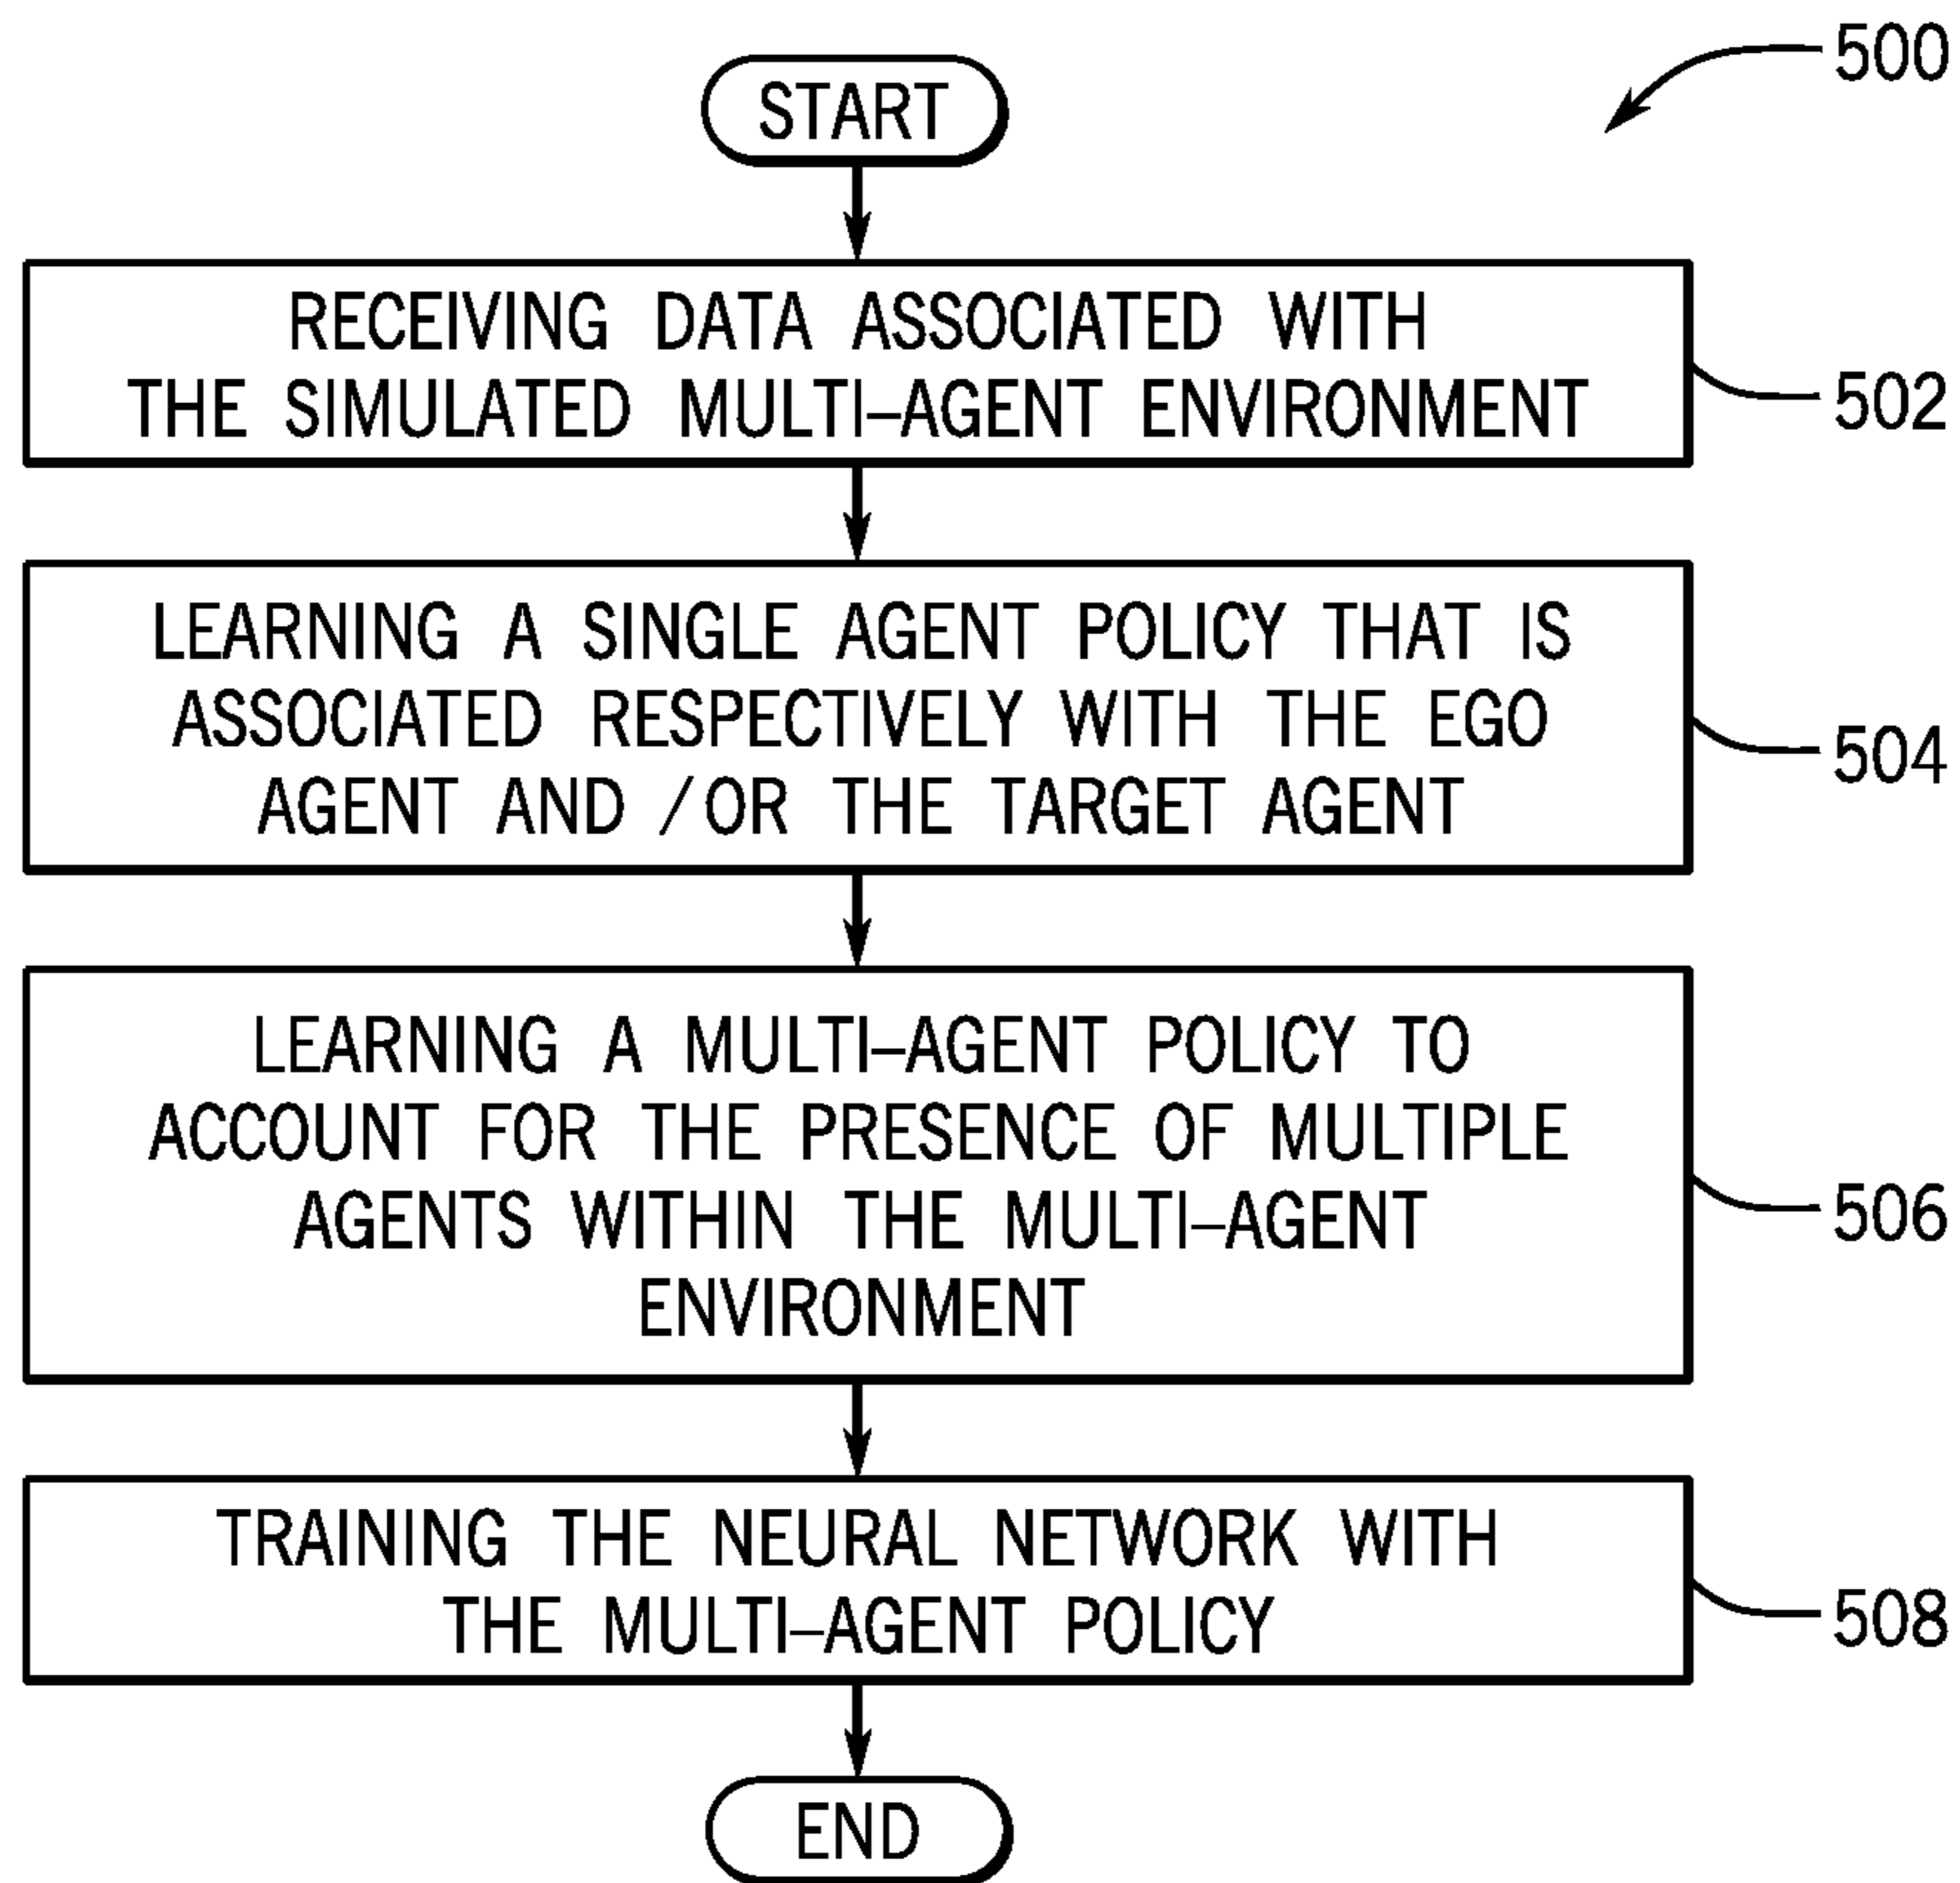 500
START
RECEIVING DATA ASSOCIATED WITH
THE SIMULATED MULTI–AGENT ENVIRONMENT
502
LEARNING A SINGLE AGENT POLICY THAT IS
ASSOCIATED RESPECTIVELY WITH THE EGO
AGENT AND /OR THE TARGET AGENT
504
LEARNING A MULTI–AGENT POLICY TO
ACCOUNT FOR THE PRESENCE OF MULTIPLE
AGENTS WITHIN THE MULTI–AGENT
ENVIRONMENT
506
TRAINING THE NEURAL NETWORK WITH
THE MULTI–AGENT POLICY
508
END